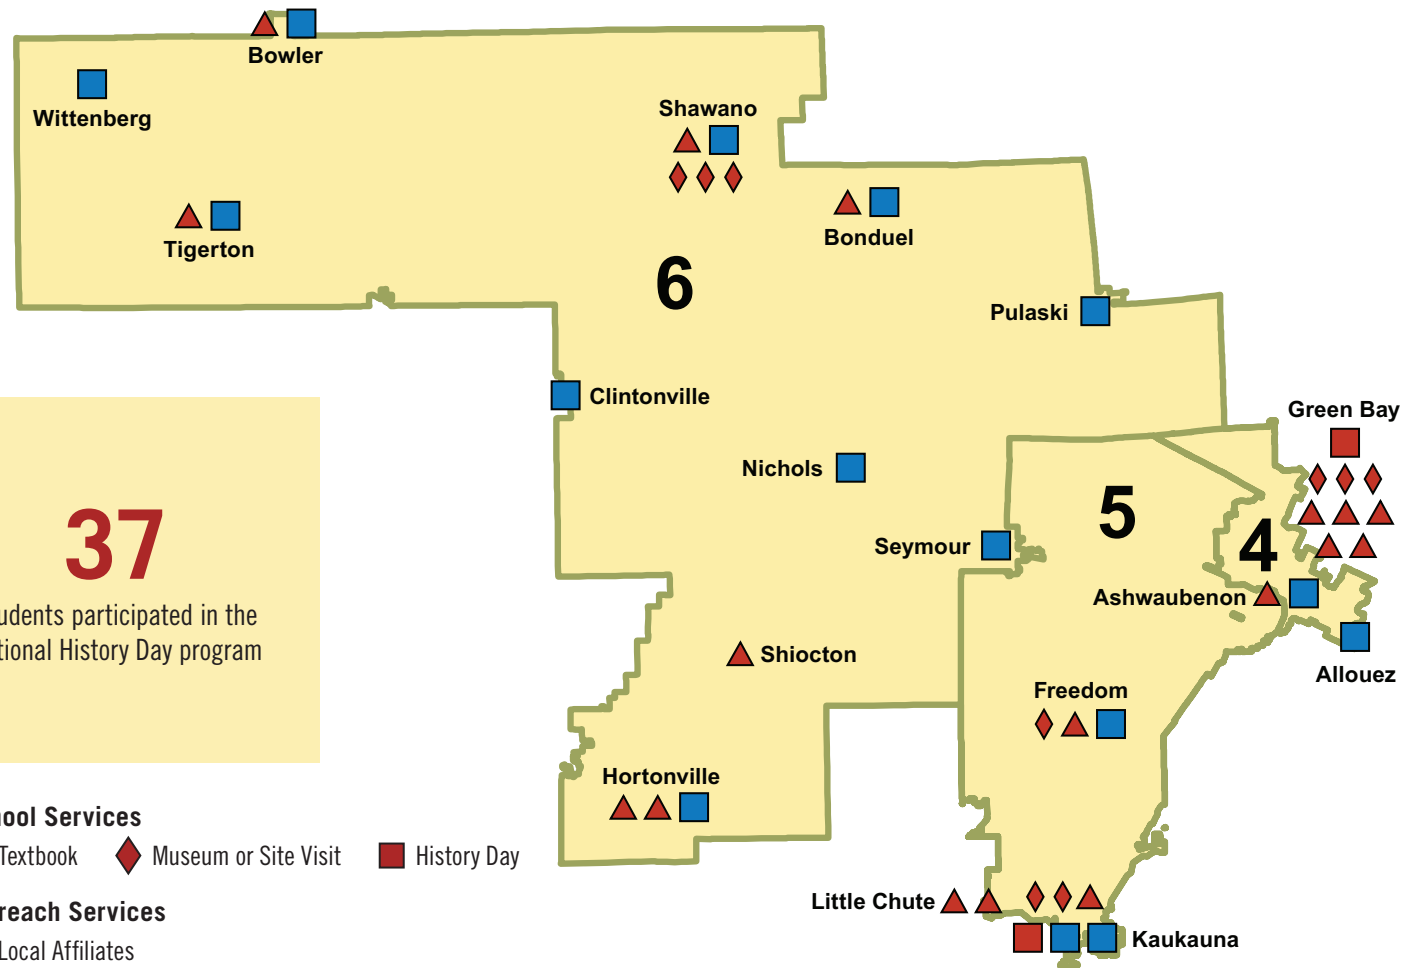 Bowler
Wittenberg
Shawano
Tigerton
Bonduel
6
Pulaski
Clintonville
Green Bay
Nichols
5
4
Seymour
Ashwaubenon
Shiocton
Allouez
Freedom
Hortonville
Little Chute
Kaukauna
37
udents participated in the
tional History Day program
ool Services
Textbook
Museum or Site Visit
History Day
reach Services
Local Affiliates